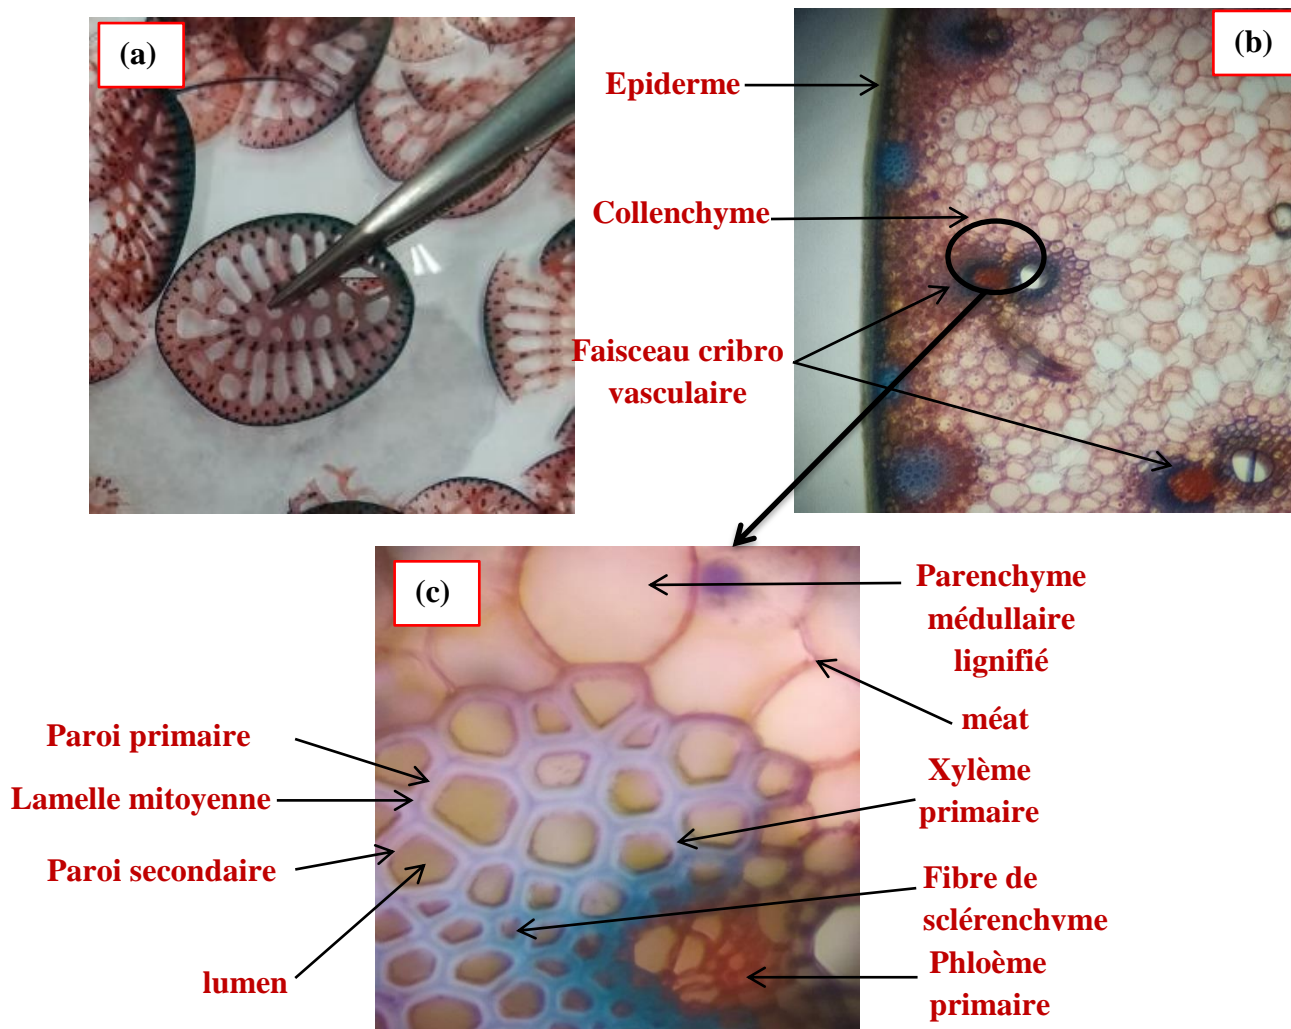 (a)
(b)
Epiderme
Collenchyme
Faisceau cribro
vasculaire
(c)
Parenchyme
médullaire
lignifié
méat
Paroi primaire
Lamelle mitoyenne
Paroi secondaire
lumen
Xylème
primaire
Fibre de
sclérenchyme
Phloème
primaire